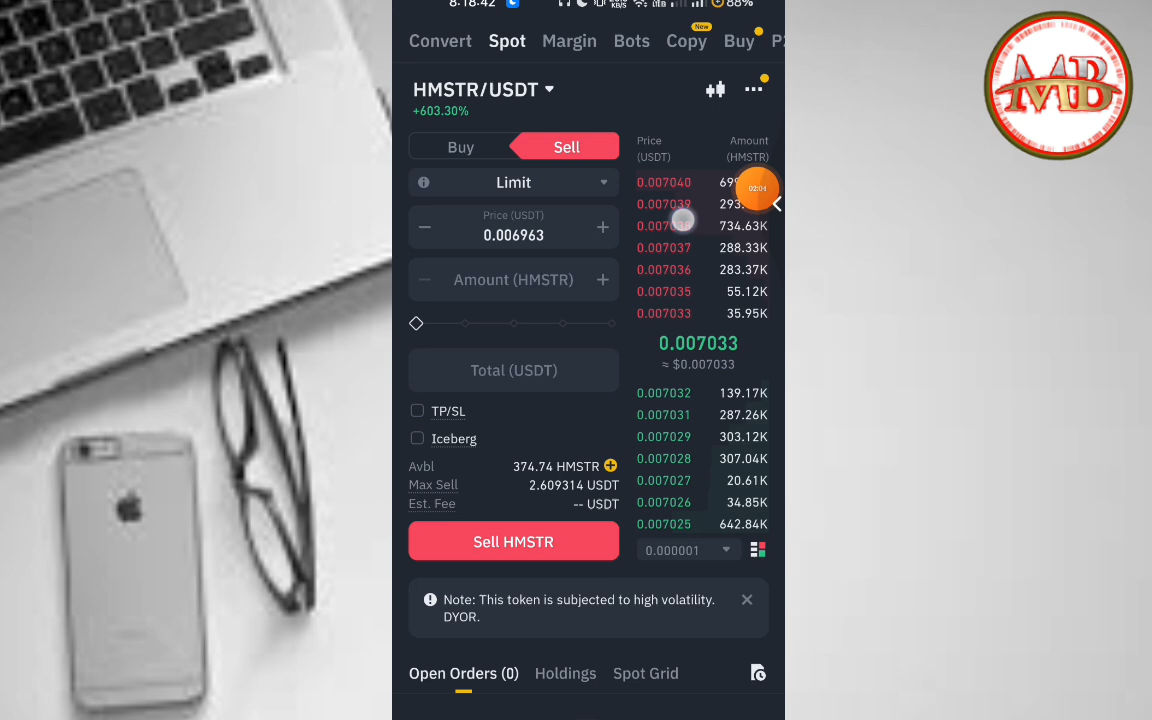 8:18:42 88%
Convert Spot Margin Bots Copy New Buy
HMSTR/USDT
+603.30%
Buy Sell
Limit
Price (USDT)
0.006963
Amount (HMSTR)
Total (USDT)
TP/SL
Iceberg
Avbl 374.74 HMSTR
Max Sell 2.609314 USDT
Est. Fee -- USDT
Sell HMSTR
Price (USDT) Amount (HMSTR)
0.007040
0.007039 293.
734.63K
0.007037 288.33K
0.007036 283.37K
0.007035 55.12K
0.007033 35.95K
0.007033
≈ $0.007033
0.007032 139.17K
0.007031 287.26K
0.007029 303.12K
0.007028 307.04K
0.007027 20.61K
0.007026 34.85K
0.007025 642.84K
0.000001
02:04
Note: This token is subjected to high volatility.
DYOR.
Open Orders (0) Holdings Spot Grid
MB